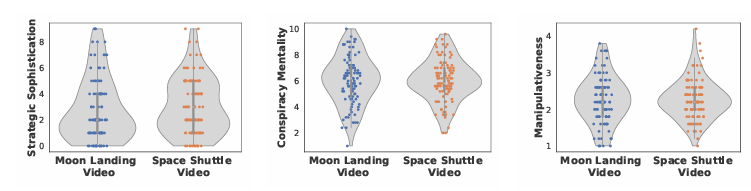 Strategic Sophistication
8
6
4
2
0
Moon Landing Video
Space Shuttle Video
Conspiracy Mentality
10
8
6
4
2
Moon Landing Video
Space Shuttle Video
Manipulativeness
4
3
2
1
Moon Landing Video
Space Shuttle Video